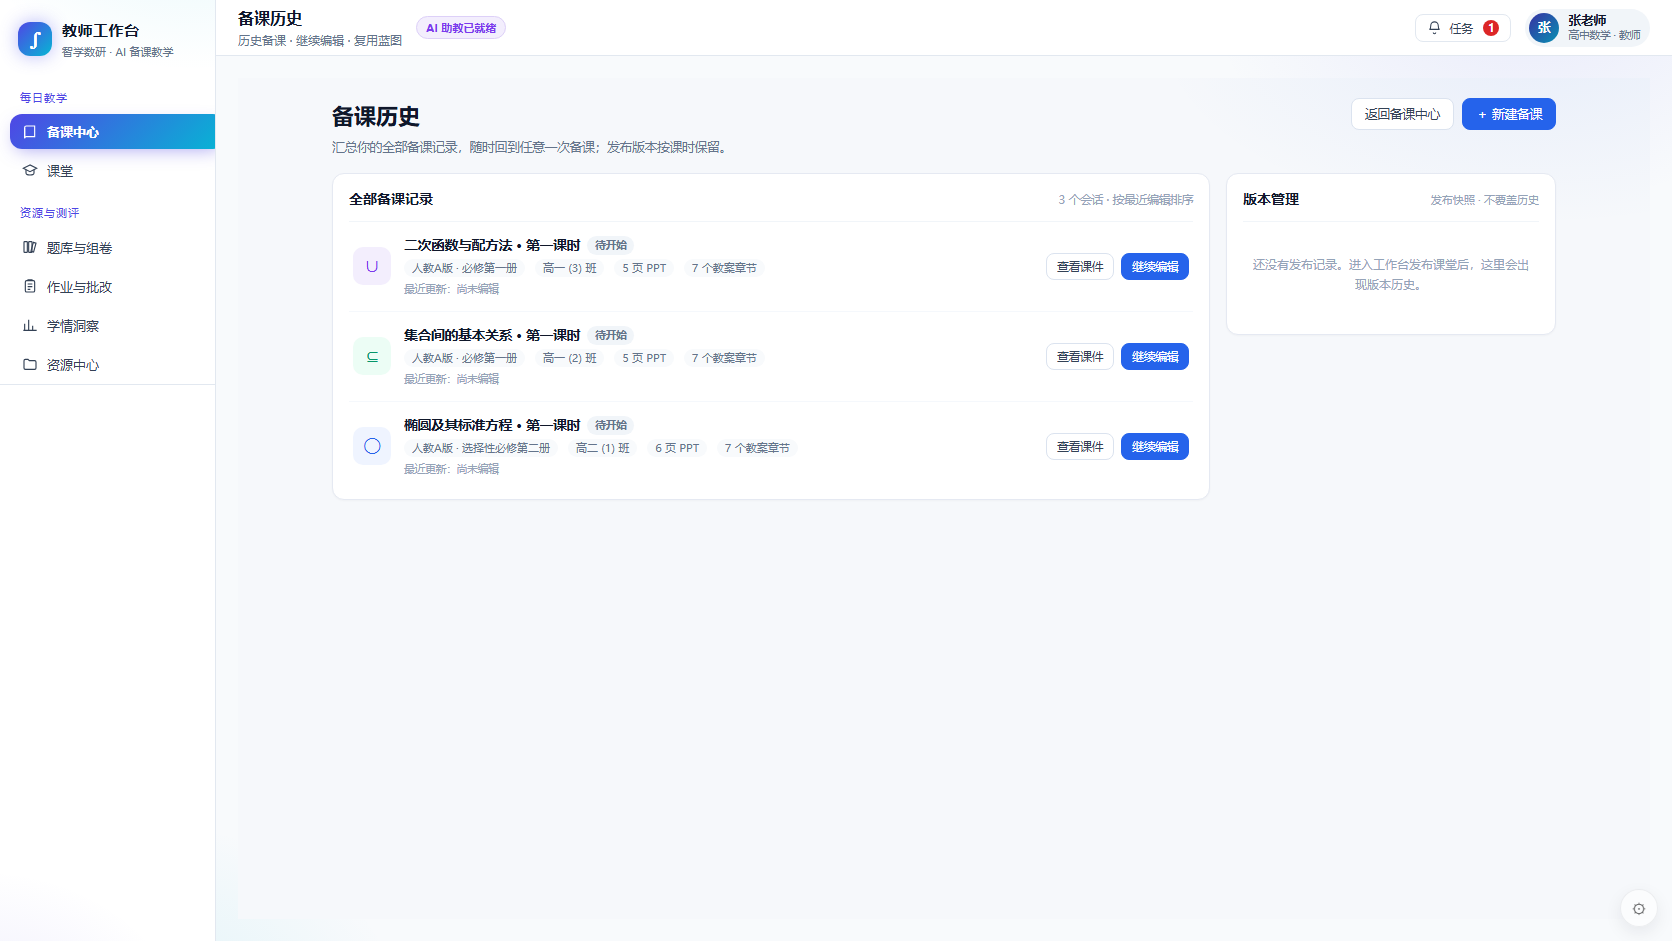 教师工作台
智学数研 · AI 备课教学
每日教学
备课中心
课堂
资源与测评
题库与组卷
作业与批改
学情洞察
资源中心
备课历史
历史备课 · 继续编辑 · 复用蓝图
AI 助教已就绪
任务 1
张
张老师
高中数学 · 教师
备课历史
汇总你的全部备课记录，随时回到任意一次备课；发布版本按课时保留。
返回备课中心
+ 新建备课
全部备课记录
3 个会话 · 按最近编辑排序
二次函数与配方法 • 第一课时 待开始
人教A版 · 必修第一册 高一 (3) 班 5 页 PPT 7 个教案章节
最近更新：尚未编辑
查看课件 继续编辑
集合间的基本关系 • 第一课时 待开始
人教A版 · 必修第一册 高一 (2) 班 5 页 PPT 7 个教案章节
最近更新：尚未编辑
查看课件 继续编辑
椭圆及其标准方程 • 第一课时 待开始
人教A版 · 选择性必修第二册 高二 (1) 班 6 页 PPT 7 个教案章节
最近更新：尚未编辑
查看课件 继续编辑
版本管理
发布快照 · 不覆盖历史
还没有发布记录。进入工作台发布课堂后，这里会出
现版本历史。